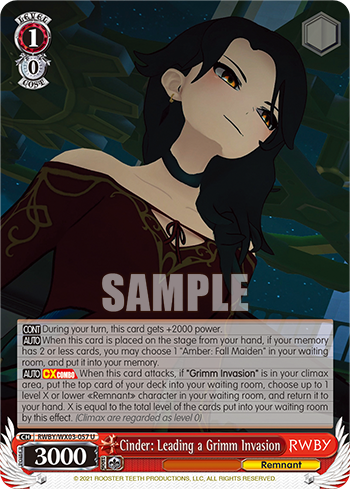 LEVEL
1
0
COST
SAMPLE
CONT During your turn, this card gets +2000 power.
AUTO When this card is placed on the stage from your hand, if your memory
has 2 or less cards, you may choose 1 "Amber: Fall Maiden" in your waiting
room, and put it into your memory.
AUTO CX COMBO When this card attacks, if "Grimm Invasion" is in your climax
area, put the top card of your deck into your waiting room, choose up to 1
level X or lower «Remnant» character in your waiting room, and return it to
your hand. X is equal to the total level of the cards put into your waiting room
by this effect. (Climax are regarded as level 0)
CH RWBY/WX03-057 U
Cinder: Leading a Grimm Invasion RWBY
POWER 3000
Remnant
© 2021 ROOSTER TEETH PRODUCTIONS, LLC, ALL RIGHTS RESERVED.